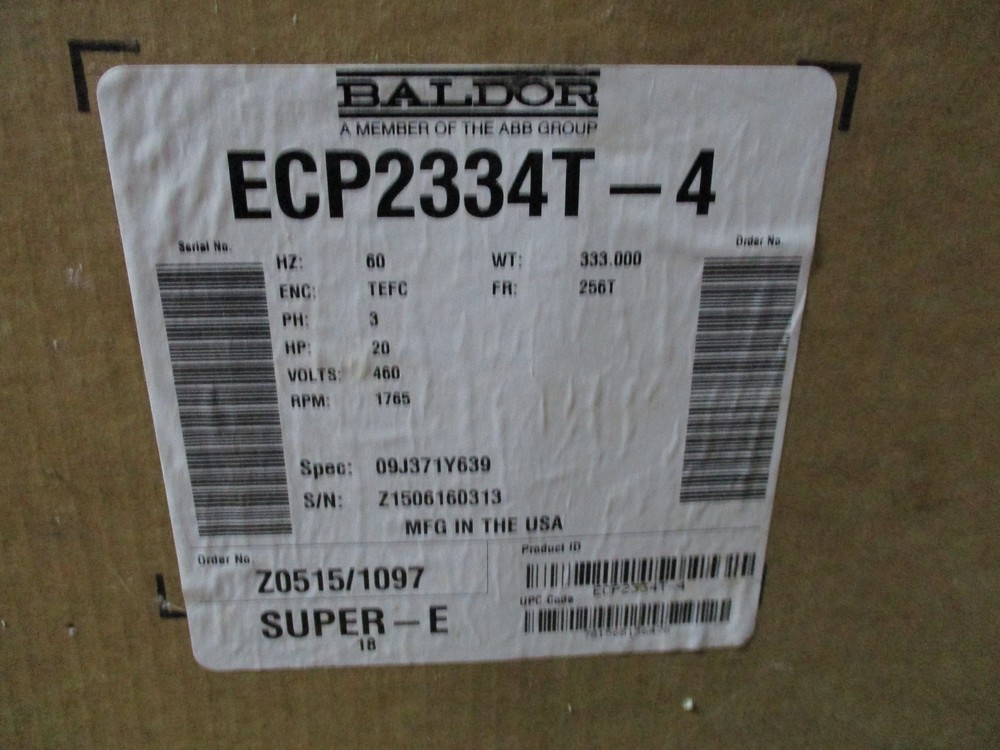 BALDOR
A MEMBER OF THE ABB GROUP
ECP2334T-4
Serial No.
Order No.
HZ: 60 WT: 333.000
ENC: TEFC FR: 256T
PH: 3
HP: 20
VOLTS: 460
RPM: 1765
Spec: 09J371Y639
S/N: Z1506160313
MFG IN THE USA
Order No.
Z0515/1097
SUPER-E
18
Product ID
ECP2334T-4
UPC Code